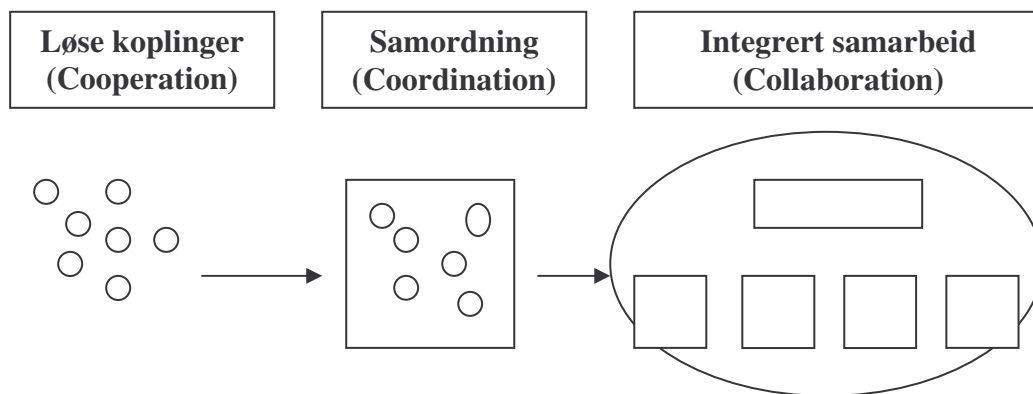 Løse koplinger
(Cooperation)
Samordning
(Coordination)
Integrert samarbeid
(Collaboration)